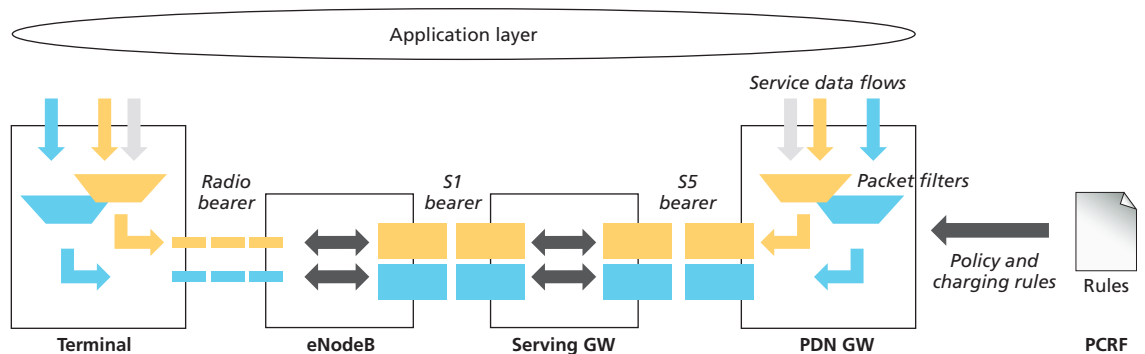 Application layer
Service data flows
Radio
bearer
S1
bearer
S5
bearer
Packet filters
Policy and
charging rules
Rules
Terminal
eNodeB
Serving GW
PDN GW
PCRF